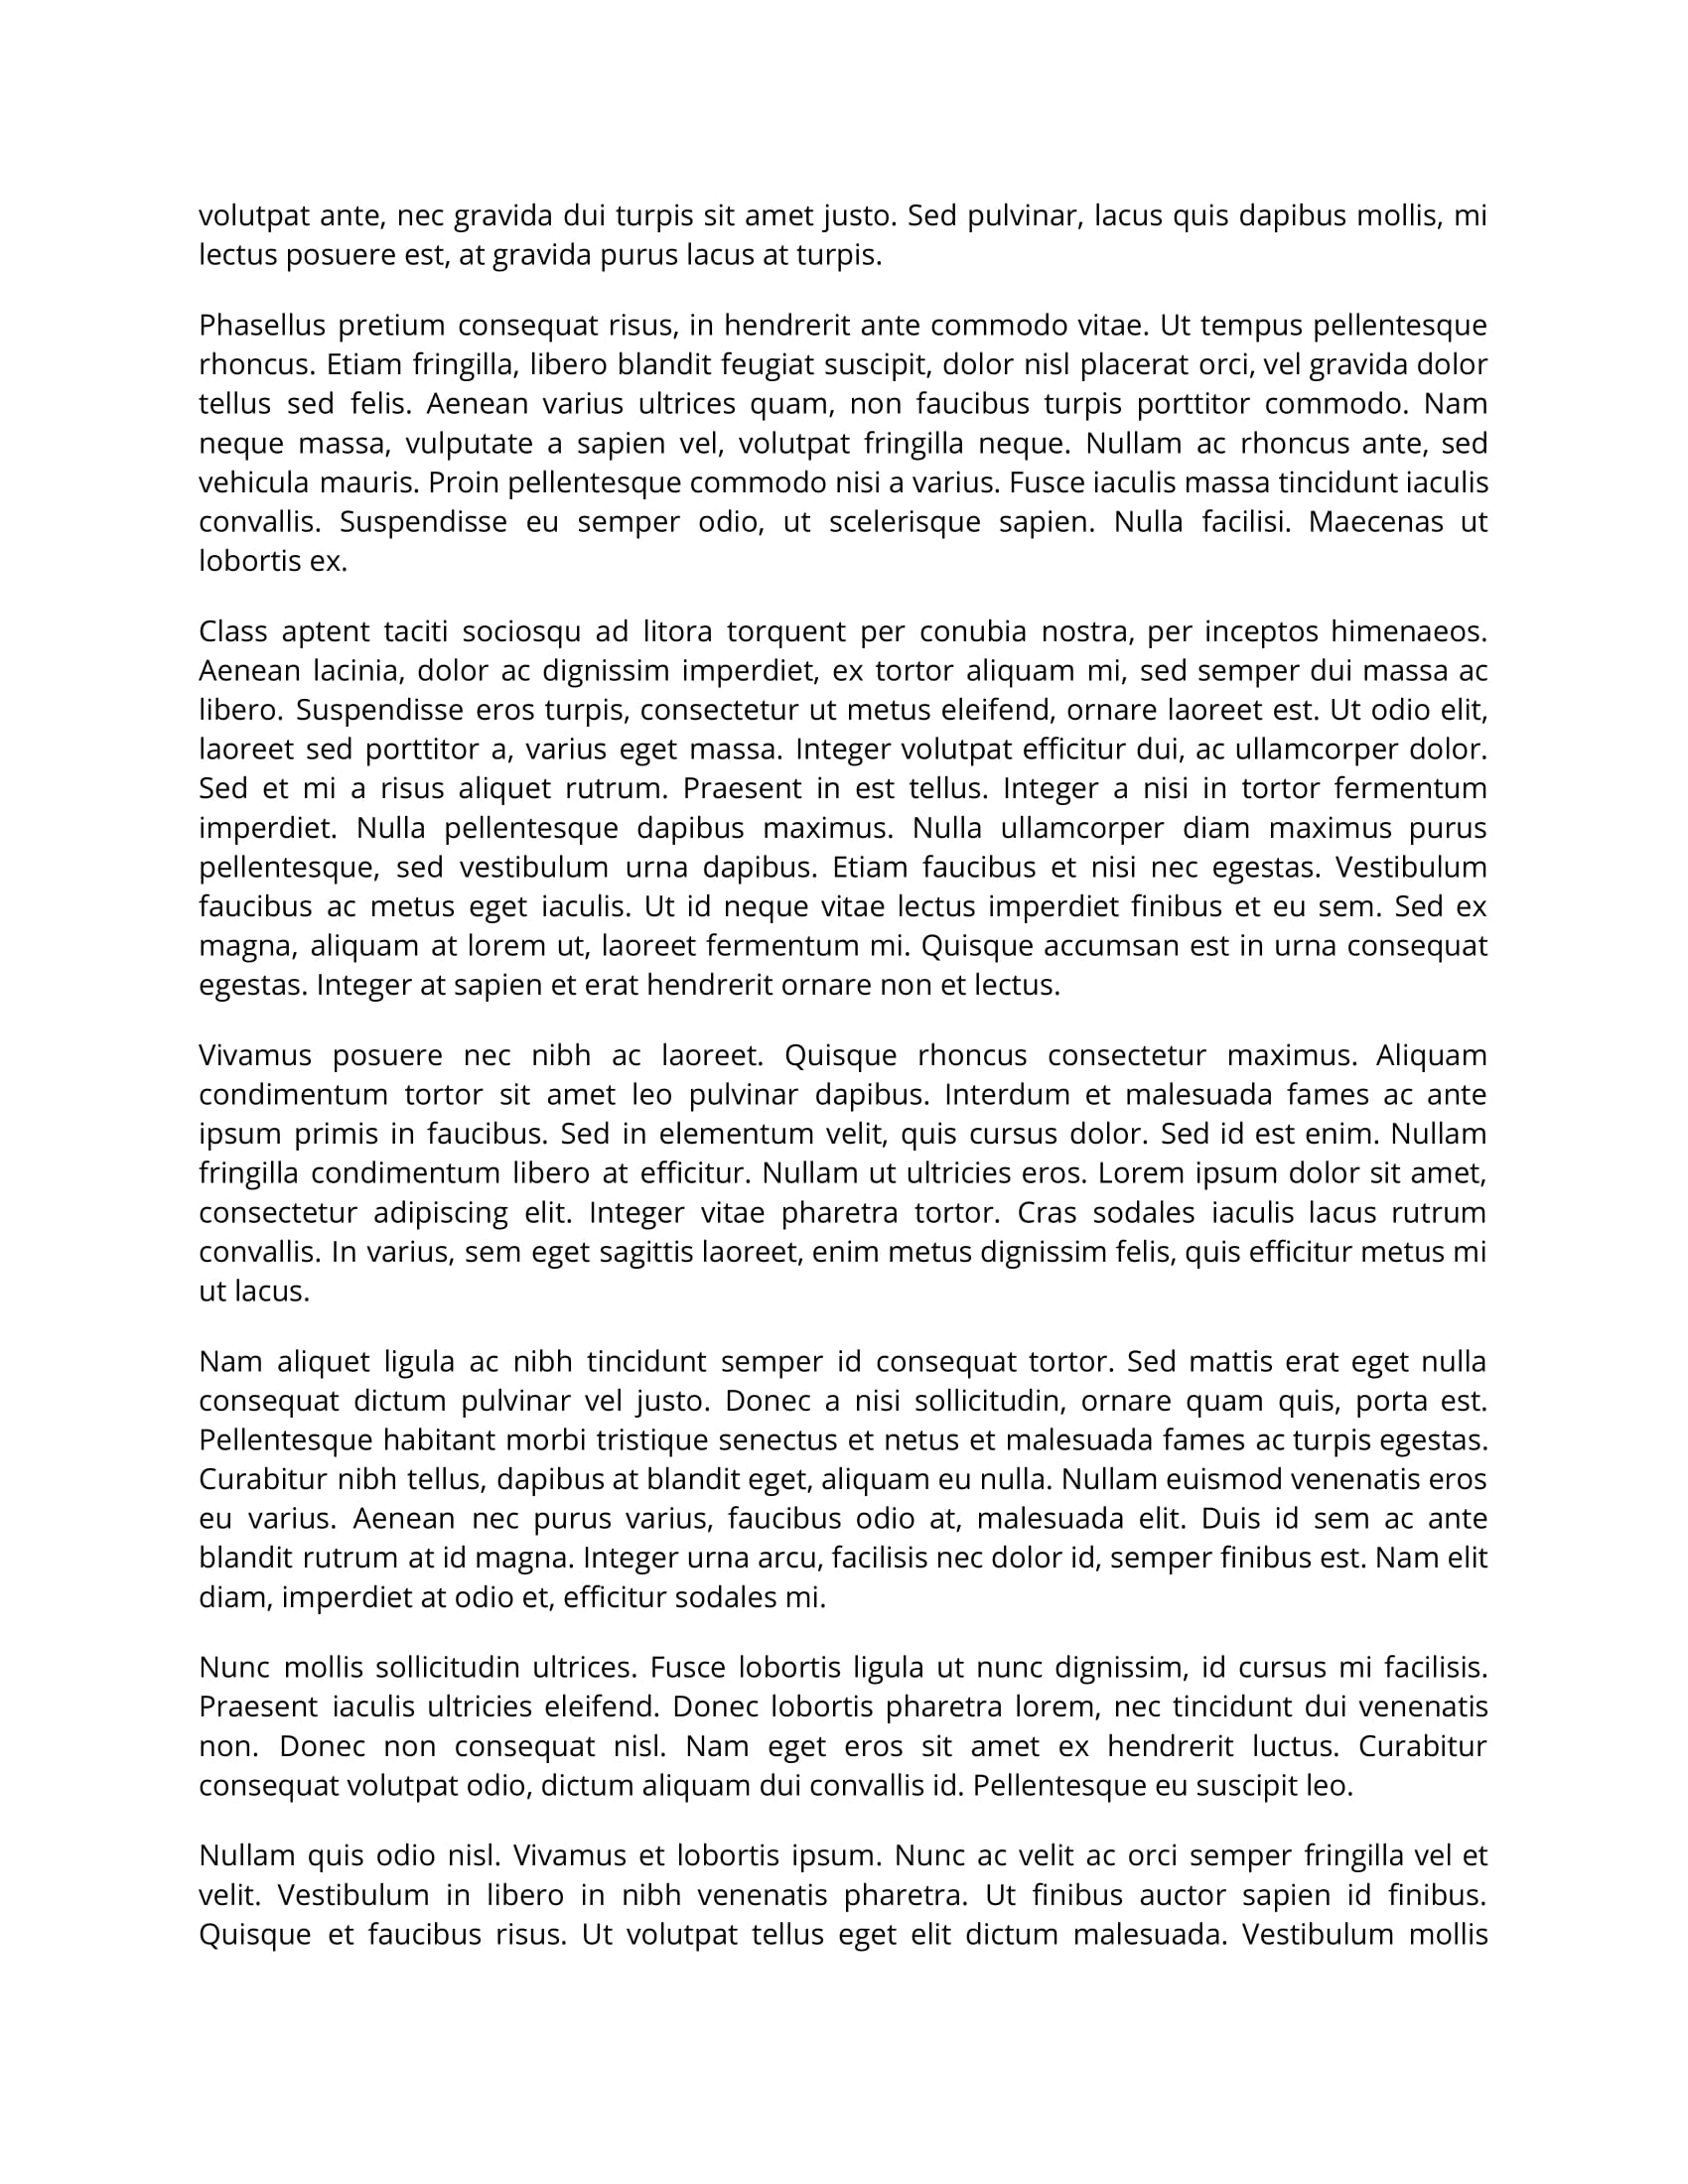 volutpat ante, nec gravida dui turpis sit amet justo. Sed pulvinar, lacus quis dapibus mollis, mi
lectus posuere est, at gravida purus lacus at turpis.
Phasellus pretium consequat risus, in hendrerit ante commodo vitae. Ut tempus pellentesque
rhoncus. Etiam fringilla, libero blandit feugiat suscipit, dolor nisl placerat orci, vel gravida dolor
tellus sed felis. Aenean varius ultrices quam, non faucibus turpis porttitor commodo. Nam
neque massa, vulputate a sapien vel, volutpat fringilla neque. Nullam ac rhoncus ante, sed
vehicula mauris. Proin pellentesque commodo nisi a varius. Fusce iaculis massa tincidunt iaculis
convallis. Suspendisse eu semper odio, ut scelerisque sapien. Nulla facilisi. Maecenas ut
lobortis ex.
Class aptent taciti sociosqu ad litora torquent per conubia nostra, per inceptos himenaeos.
Aenean lacinia, dolor ac dignissim imperdiet, ex tortor aliquam mi, sed semper dui massa ac
libero. Suspendisse eros turpis, consectetur ut metus eleifend, ornare laoreet est. Ut odio elit,
laoreet sed porttitor a, varius eget massa. Integer volutpat efficitur dui, ac ullamcorper dolor.
Sed et mi a risus aliquet rutrum. Praesent in est tellus. Integer a nisi in tortor fermentum
imperdiet. Nulla pellentesque dapibus maximus. Nulla ullamcorper diam maximus purus
pellentesque, sed vestibulum urna dapibus. Etiam faucibus et nisi nec egestas. Vestibulum
faucibus ac metus eget iaculis. Ut id neque vitae lectus imperdiet finibus et eu sem. Sed ex
magna, aliquam at lorem ut, laoreet fermentum mi. Quisque accumsan est in urna consequat
egestas. Integer at sapien et erat hendrerit ornare non et lectus.
Vivamus posuere nec nibh ac laoreet. Quisque rhoncus consectetur maximus. Aliquam
condimentum tortor sit amet leo pulvinar dapibus. Interdum et malesuada fames ac ante
ipsum primis in faucibus. Sed in elementum velit, quis cursus dolor. Sed id est enim. Nullam
fringilla condimentum libero at efficitur. Nullam ut ultricies eros. Lorem ipsum dolor sit amet,
consectetur adipiscing elit. Integer vitae pharetra tortor. Cras sodales iaculis lacus rutrum
convallis. In varius, sem eget sagittis laoreet, enim metus dignissim felis, quis efficitur metus mi
ut lacus.
Nam aliquet ligula ac nibh tincidunt semper id consequat tortor. Sed mattis erat eget nulla
consequat dictum pulvinar vel justo. Donec a nisi sollicitudin, ornare quam quis, porta est.
Pellentesque habitant morbi tristique senectus et netus et malesuada fames ac turpis egestas.
Curabitur nibh tellus, dapibus at blandit eget, aliquam eu nulla. Nullam euismod venenatis eros
eu varius. Aenean nec purus varius, faucibus odio at, malesuada elit. Duis id sem ac ante
blandit rutrum at id magna. Integer urna arcu, facilisis nec dolor id, semper finibus est. Nam elit
diam, imperdiet at odio et, efficitur sodales mi.
Nunc mollis sollicitudin ultrices. Fusce lobortis ligula ut nunc dignissim, id cursus mi facilisis.
Praesent iaculis ultricies eleifend. Donec lobortis pharetra lorem, nec tincidunt dui venenatis
non. Donec non consequat nisl. Nam eget eros sit amet ex hendrerit luctus. Curabitur
consequat volutpat odio, dictum aliquam dui convallis id. Pellentesque eu suscipit leo.
Nullam quis odio nisl. Vivamus et lobortis ipsum. Nunc ac velit ac orci semper fringilla vel et
velit. Vestibulum in libero in nibh venenatis pharetra. Ut finibus auctor sapien id finibus.
Quisque et faucibus risus. Ut volutpat tellus eget elit dictum malesuada. Vestibulum mollis